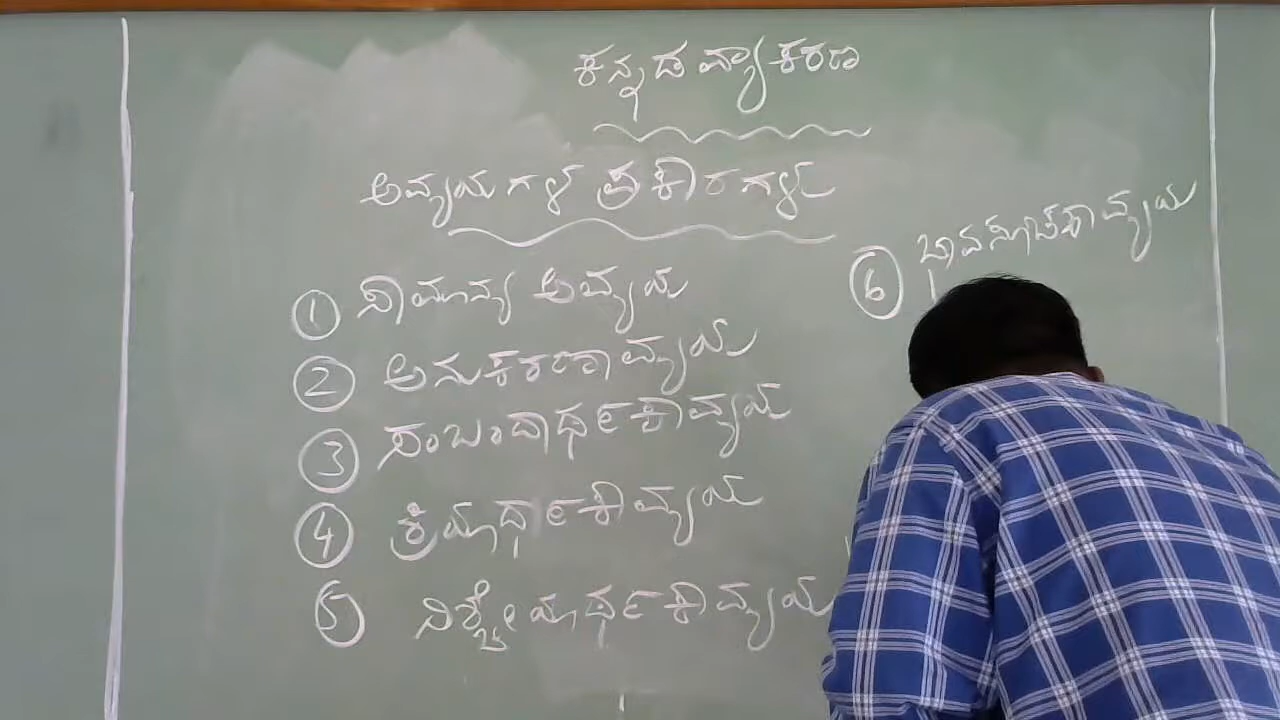 ಕನ್ನಡ ವ್ಯಾಕರಣ
ಅವ್ಯಯಗಳ ಪ್ರಕಾರಗಳು
1 ಸಾಮಾನ್ಯ ಅವ್ಯಯ
2 ಅನುಕರಣಾವ್ಯಯ
3 ಸಂಬಂದಾರ್ಥಕಾವ್ಯಯ
4 ಕ್ರಿಯಾರ್ಥಕಾವ್ಯಯ
5 ನಿಶ್ಚೇಯಾರ್ಥಕಾವ್ಯಯ
6 ಭಾವಸೂಚಕಾವ್ಯಯ